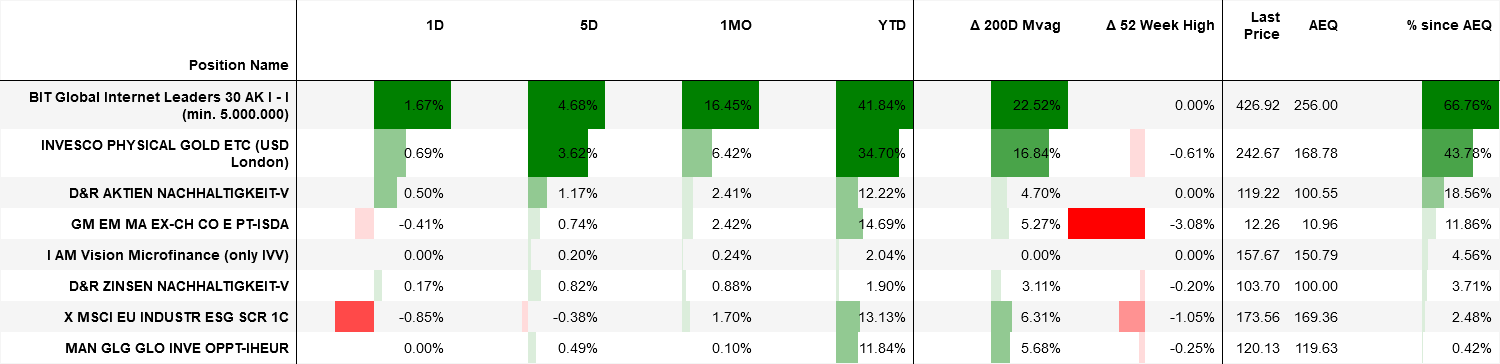 Position Name 1D 5D 1MO YTD Δ 200D Mvag Δ 52 Week High Last Price AEQ % since AEQ
BIT Global Internet Leaders 30 AK I - I (min. 5.000.000) 1.67% 4.68% 16.45% 41.84% 22.52% 0.00% 426.92 256.00 66.76%
INVESCO PHYSICAL GOLD ETC (USD London) 0.69% 3.62% 6.42% 34.70% 16.84% -0.61% 242.67 168.78 43.78%
D&R AKTIEN NACHHALTIGKEIT-V 0.50% 1.17% 2.41% 12.22% 4.70% 0.00% 119.22 100.55 18.56%
GM EM MA EX-CH CO E PT-ISDA -0.41% 0.74% 2.42% 14.69% 5.27% -3.08% 12.26 10.96 11.86%
I AM Vision Microfinance (only IVV) 0.00% 0.20% 0.24% 2.04% 0.00% 0.00% 157.67 150.79 4.56%
D&R ZINSEN NACHHALTIGKEIT-V 0.17% 0.82% 0.88% 1.90% 3.11% -0.20% 103.70 100.00 3.71%
X MSCI EU INDUSTR ESG SCR 1C -0.85% -0.38% 1.70% 13.13% 6.31% -1.05% 173.56 169.36 2.48%
MAN GLG GLO INVE OPPT-IHEUR 0.00% 0.49% 0.10% 11.84% 5.68% -0.25% 120.13 119.63 0.42%